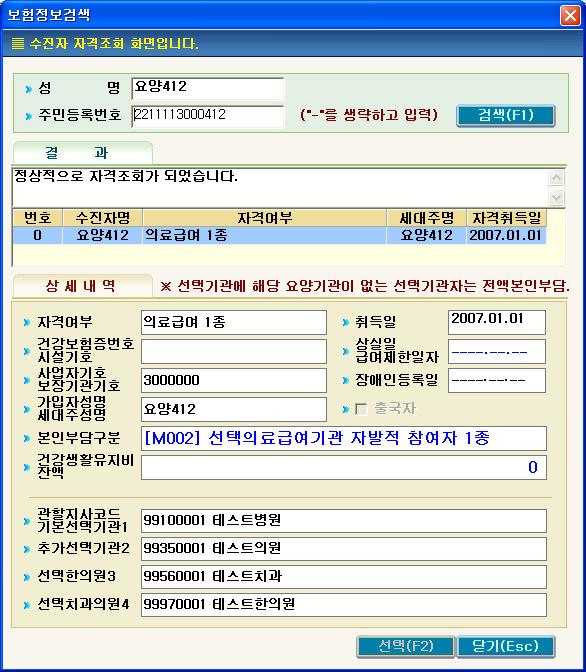 보험정보검색
수진자 자격조회 화면입니다.
성 명 요양412
주민등록번호 2211113000412 ("-"를 생략하고 입력) 검색(F1)
결 과
정상적으로 자격조회가 되었습니다.
번호 수진자명 자격여부 세대주명 자격취득일
0 요양412 의료급여 1종 요양412 2007.01.01
상 세 내 역 ※ 선택기관에 해당 요양기관이 없는 선택기관자는 전액본인부담.
자격여부 의료급여 1종 취득일 2007.01.01
건강보험증번호
시설기호
상실일
급여제한일자 ----.--.--
사업자기호
보장기관기호 3000000 장애인등록일 ----.--.--
가입자성명
세대주성명 요양412 출국자
본인부담구분 [M002] 선택의료급여기관 자발적 참여자 1종
건강생활유지비
잔액 0
관할지사코드
기본선택기관1 99100001 테스트병원
추가선택기관2 99350001 테스트의원
선택한의원3 99560001 테스트치과
선택치과의원4 99970001 테스트한의원
선택(F2) 닫기(Esc)